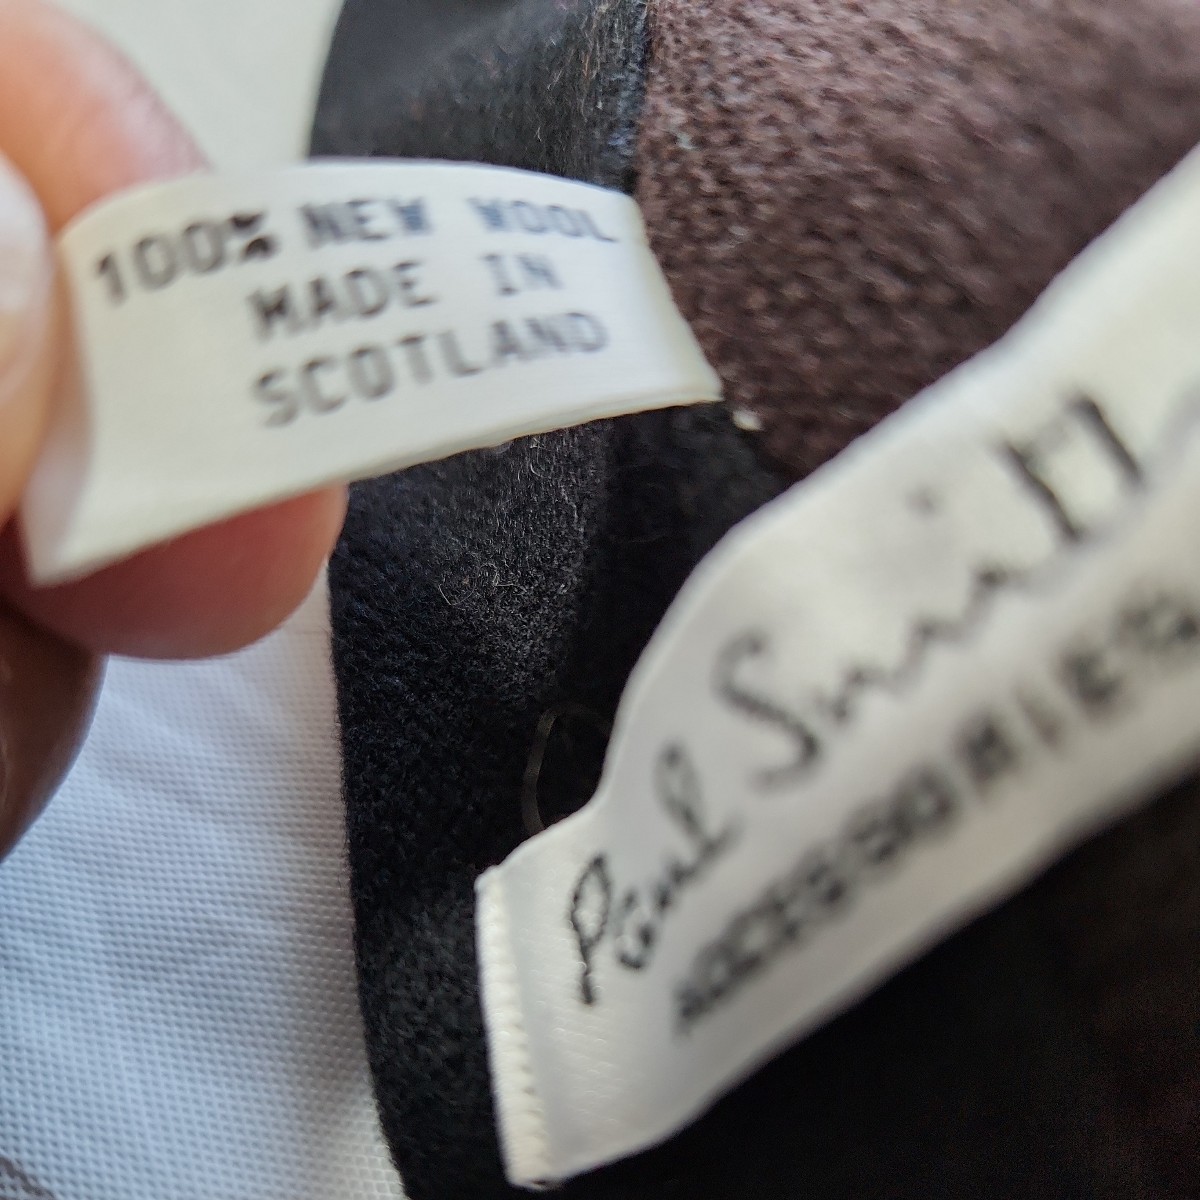 100% NEW WOOL
MADE IN
SCOTLAND
Paul Smith
ACCESSORIES